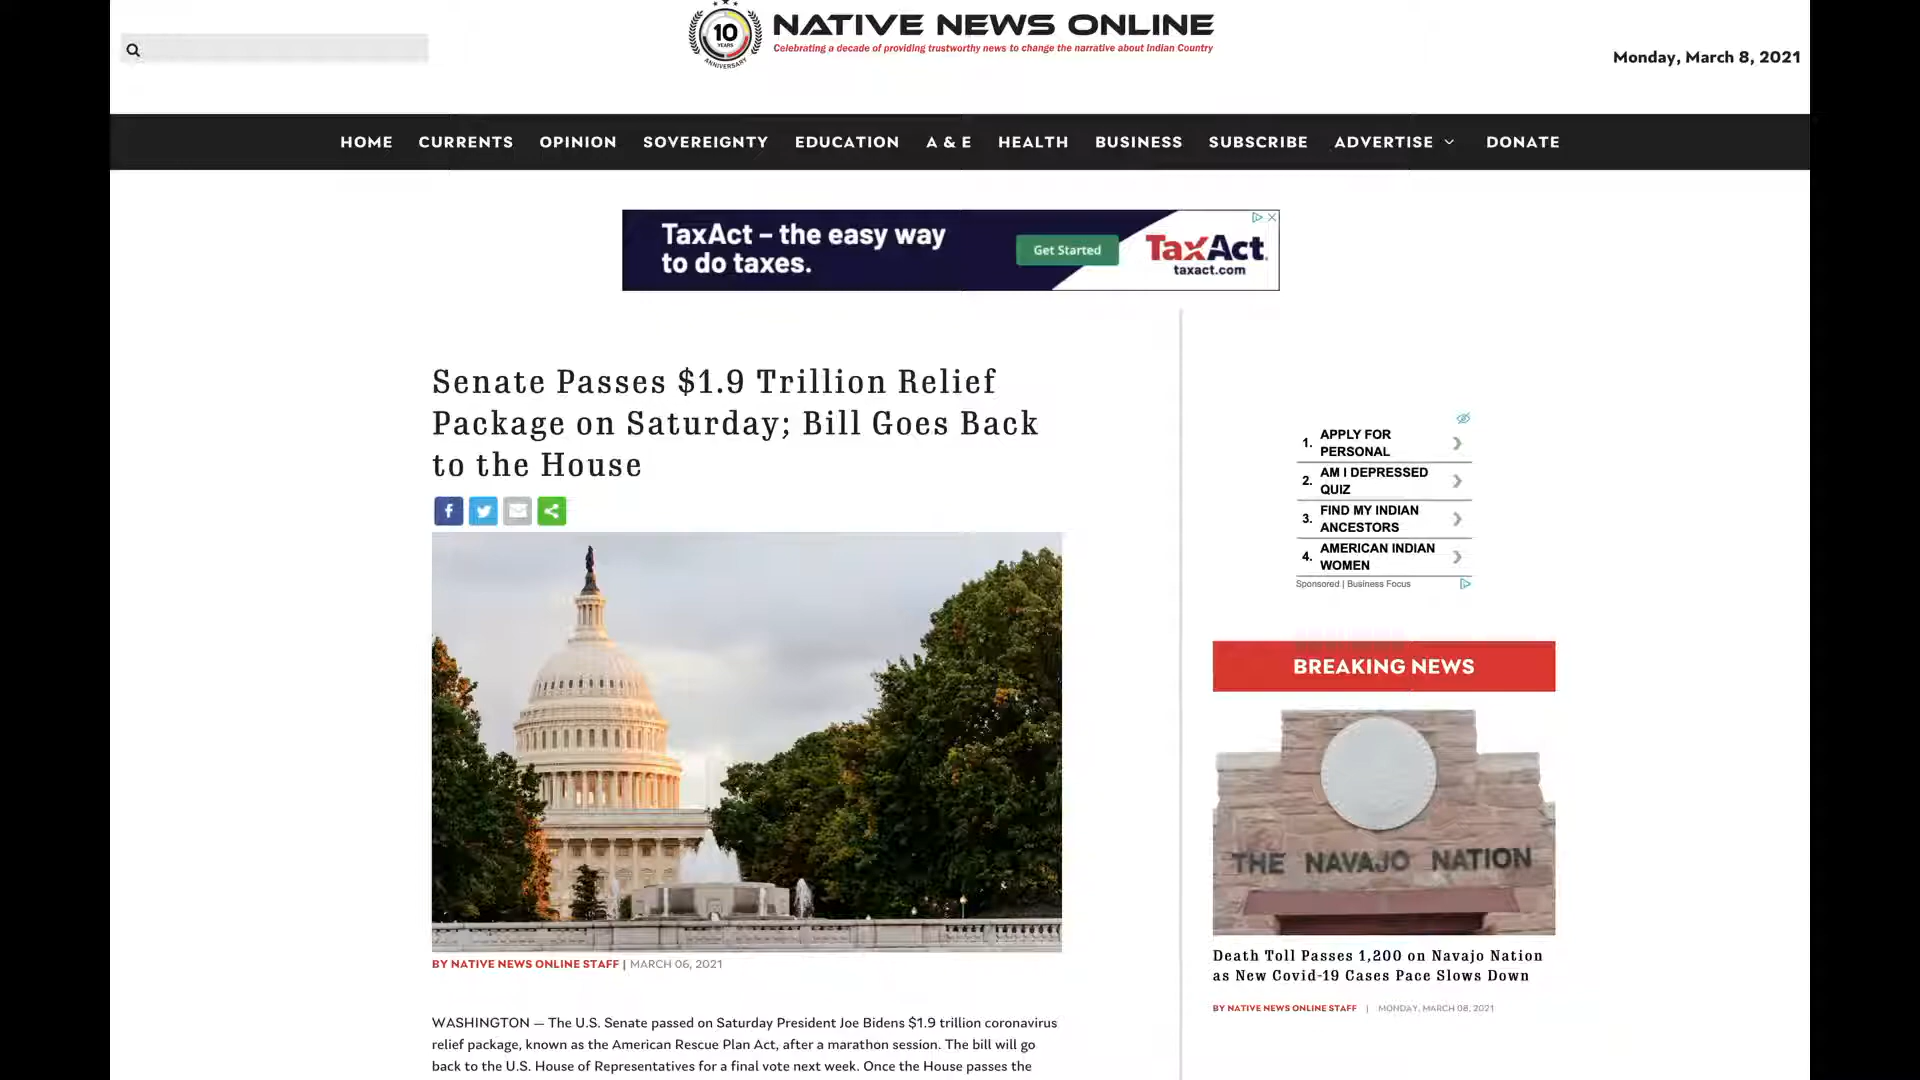 10
YEARS
ANNIVERSARY
NATIVE NEWS ONLINE
Celebrating a decade of providing trustworthy news to change the narrative about Indian Country
Monday, March 8, 2021
HOME CURRENTS OPINION SOVEREIGNTY EDUCATION A & E HEALTH BUSINESS SUBSCRIBE ADVERTISE DONATE
TaxAct – the easy way
to do taxes.
Get Started
TaxAct.
taxact.com
Senate Passes $1.9 Trillion Relief
Package on Saturday; Bill Goes Back
to the House
BY NATIVE NEWS ONLINE STAFF | MARCH 06, 2021
WASHINGTON — The U.S. Senate passed on Saturday President Joe Bidens $1.9 trillion coronavirus
relief package, known as the American Rescue Plan Act, after a marathon session. The bill will go
back to the U.S. House of Representatives for a final vote next week. Once the House passes the
1. APPLY FOR
PERSONAL
2. AM I DEPRESSED
QUIZ
3. FIND MY INDIAN
ANCESTORS
4. AMERICAN INDIAN
WOMEN
Sponsored | Business Focus
BREAKING NEWS
THE NAVAJO NATION
Death Toll Passes 1,200 on Navajo Nation
as New Covid-19 Cases Pace Slows Down
BY NATIVE NEWS ONLINE STAFF | MONDAY, MARCH 08, 2021